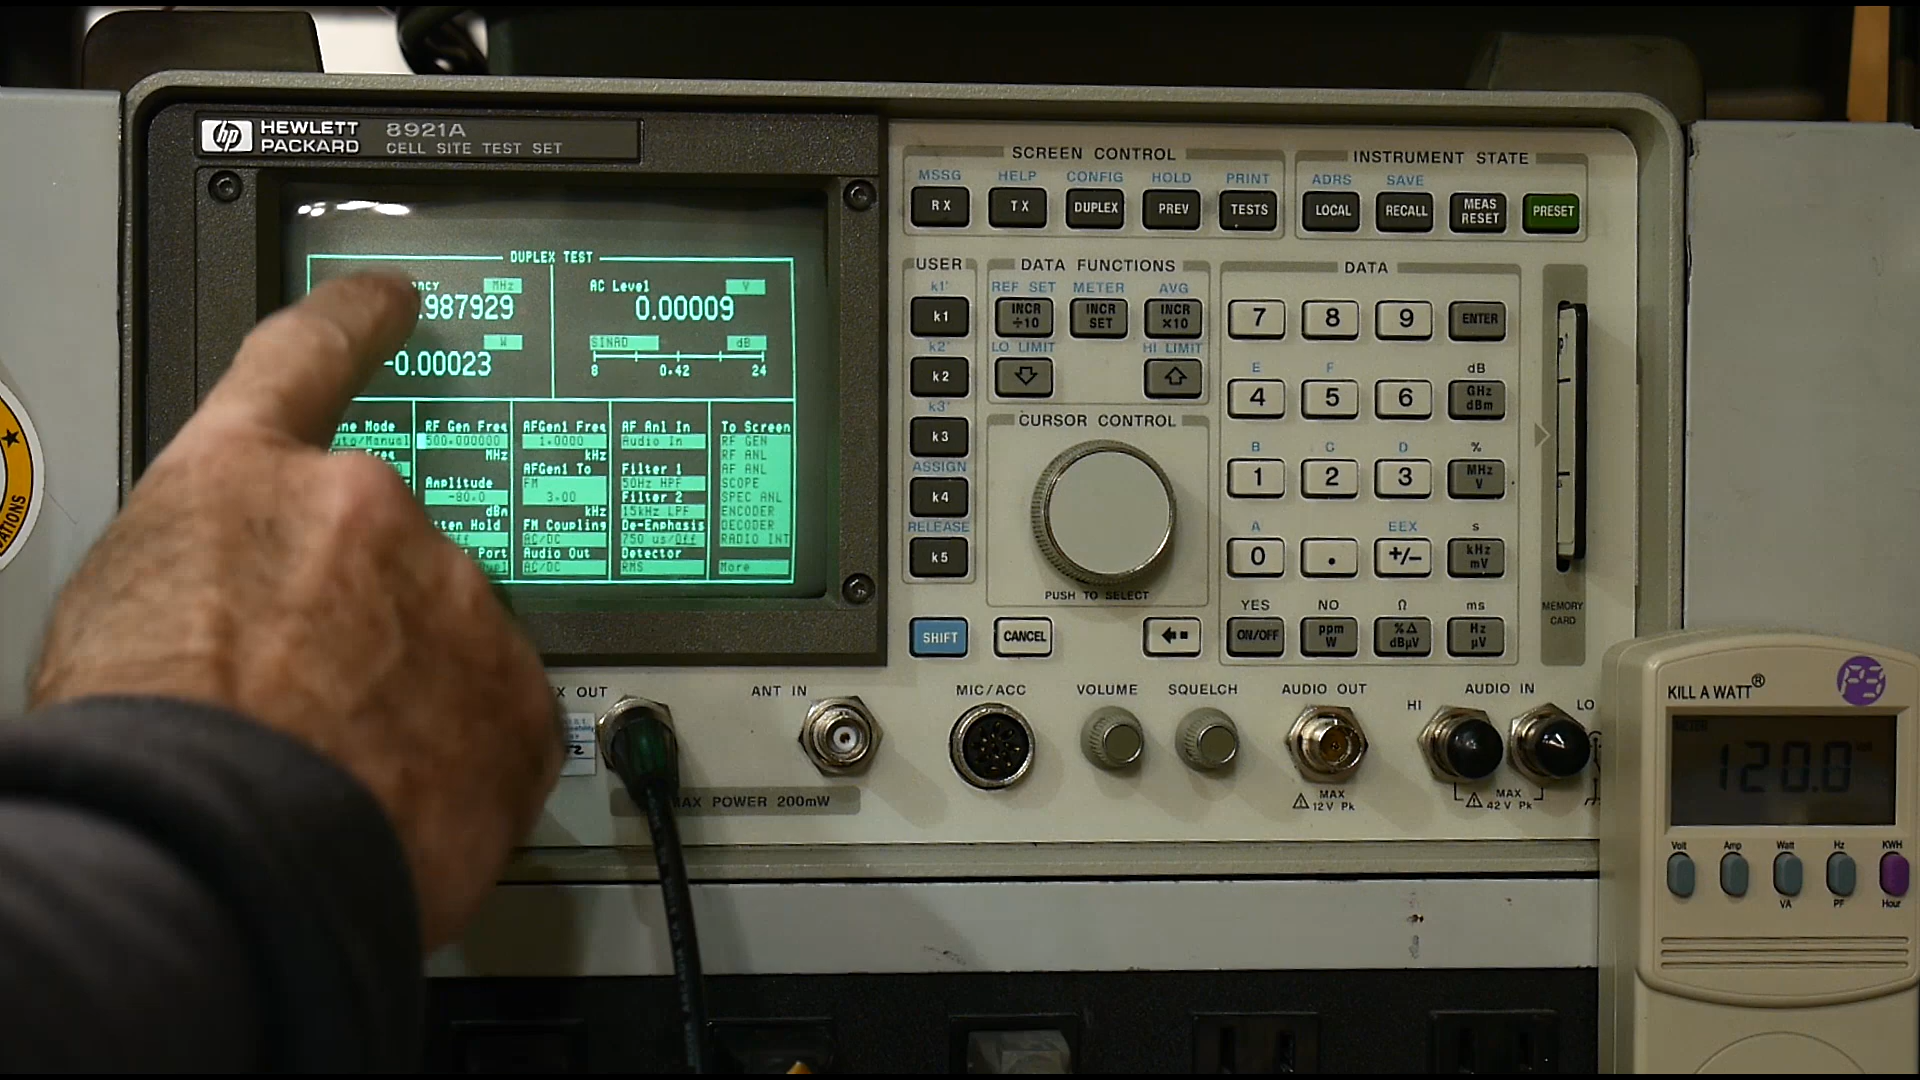 hp HEWLETT PACKARD
8921A
CELL SITE TEST SET
DUPLEX TEST
MHz
.987929
W
-0.00023
AC Level V
0.00009
SINAD dB
8 0.42 24
RF Gen Freq
500.000000
MHz
Amplitude
-80.0
dBm
AFGen1 Freq
1.0000
kHz
AFGen1 To
FM
3.00
kHz
FM Coupling
AC/DC
Audio Out
AC/DC
AF Anl In
Audio In
Filter 1
50Hz HPF
Filter 2
15kHz LPF
De-Emphasis
750 us/Off
Detector
RMS
To Screen
RF GEN
RF ANL
AF ANL
SCOPE
SPEC ANL
ENCODER
DECODER
RADIO INT
More
SCREEN CONTROL
MSSG HELP CONFIG HOLD PRINT
RX TX DUPLEX PREV TESTS
INSTRUMENT STATE
ADRS SAVE
LOCAL RECALL MEAS RESET PRESET
USER
k1'
k1
k2'
k2
k3'
k3
ASSIGN
k4
RELEASE
k5
DATA FUNCTIONS
REF SET METER AVG
INCR ÷10 INCR SET INCR ×10
LO LIMIT HI LIMIT
CURSOR CONTROL
PUSH TO SELECT
SHIFT CANCEL
DATA
7 8 9 ENTER
E F dB
4 5 6 GHz dBm
B C D %
1 2 3 MHz V
A EEX s
0 . +/− kHz mV
YES NO Ω ms
ON/OFF ppm W %Δ dBµV Hz µV
MEMORY CARD
OUT
ANT IN
MAX POWER 200mW
MIC/ACC
VOLUME
SQUELCH
AUDIO OUT
MAX
12V Pk
AUDIO IN
HI LO
MAX
42V Pk
KILL A WATT®
P3
120.0
Volt Amp Watt Hz KWH
VA PF Hour